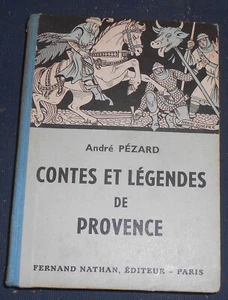 André PÉZARD
CONTES ET LÉGENDES
DE
PROVENCE
FERNAND NATHAN, ÉDITEUR - PARIS